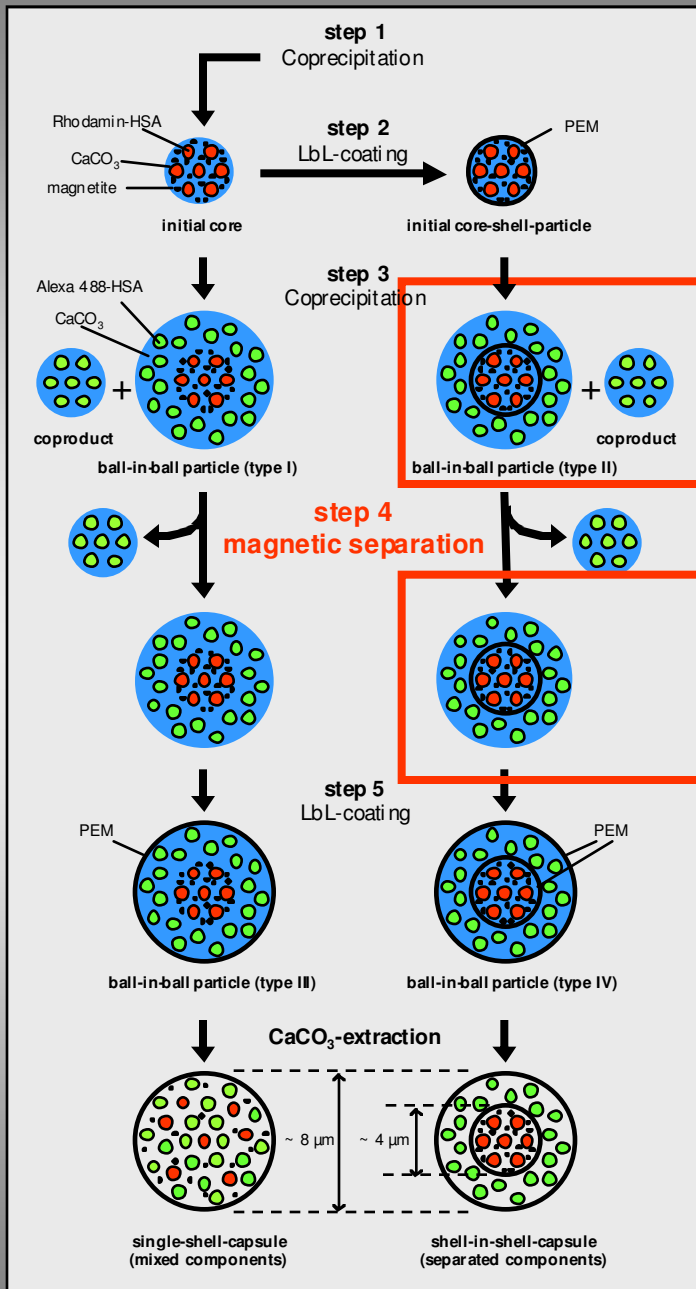 step 1
Coprecipitation
Rhodamin-HSA
CaCO₃
magnetite
step 2
LbL-coating
PEM
initial core
initial core-shell-particle
step 3
Coprecipitation
Alexa 488-HSA
CaCO₃
+
+
coproduct
coproduct
ball-in-ball particle (type I)
ball-in-ball particle (type II)
step 4
magnetic separation
step 5
LbL-coating
PEM
PEM
ball-in-ball particle (type III)
ball-in-ball particle (type IV)
CaCO₃-extraction
~ 8 µm
~ 4 µm
single-shell-capsule
(mixed components)
shell-in-shell-capsule
(separated components)